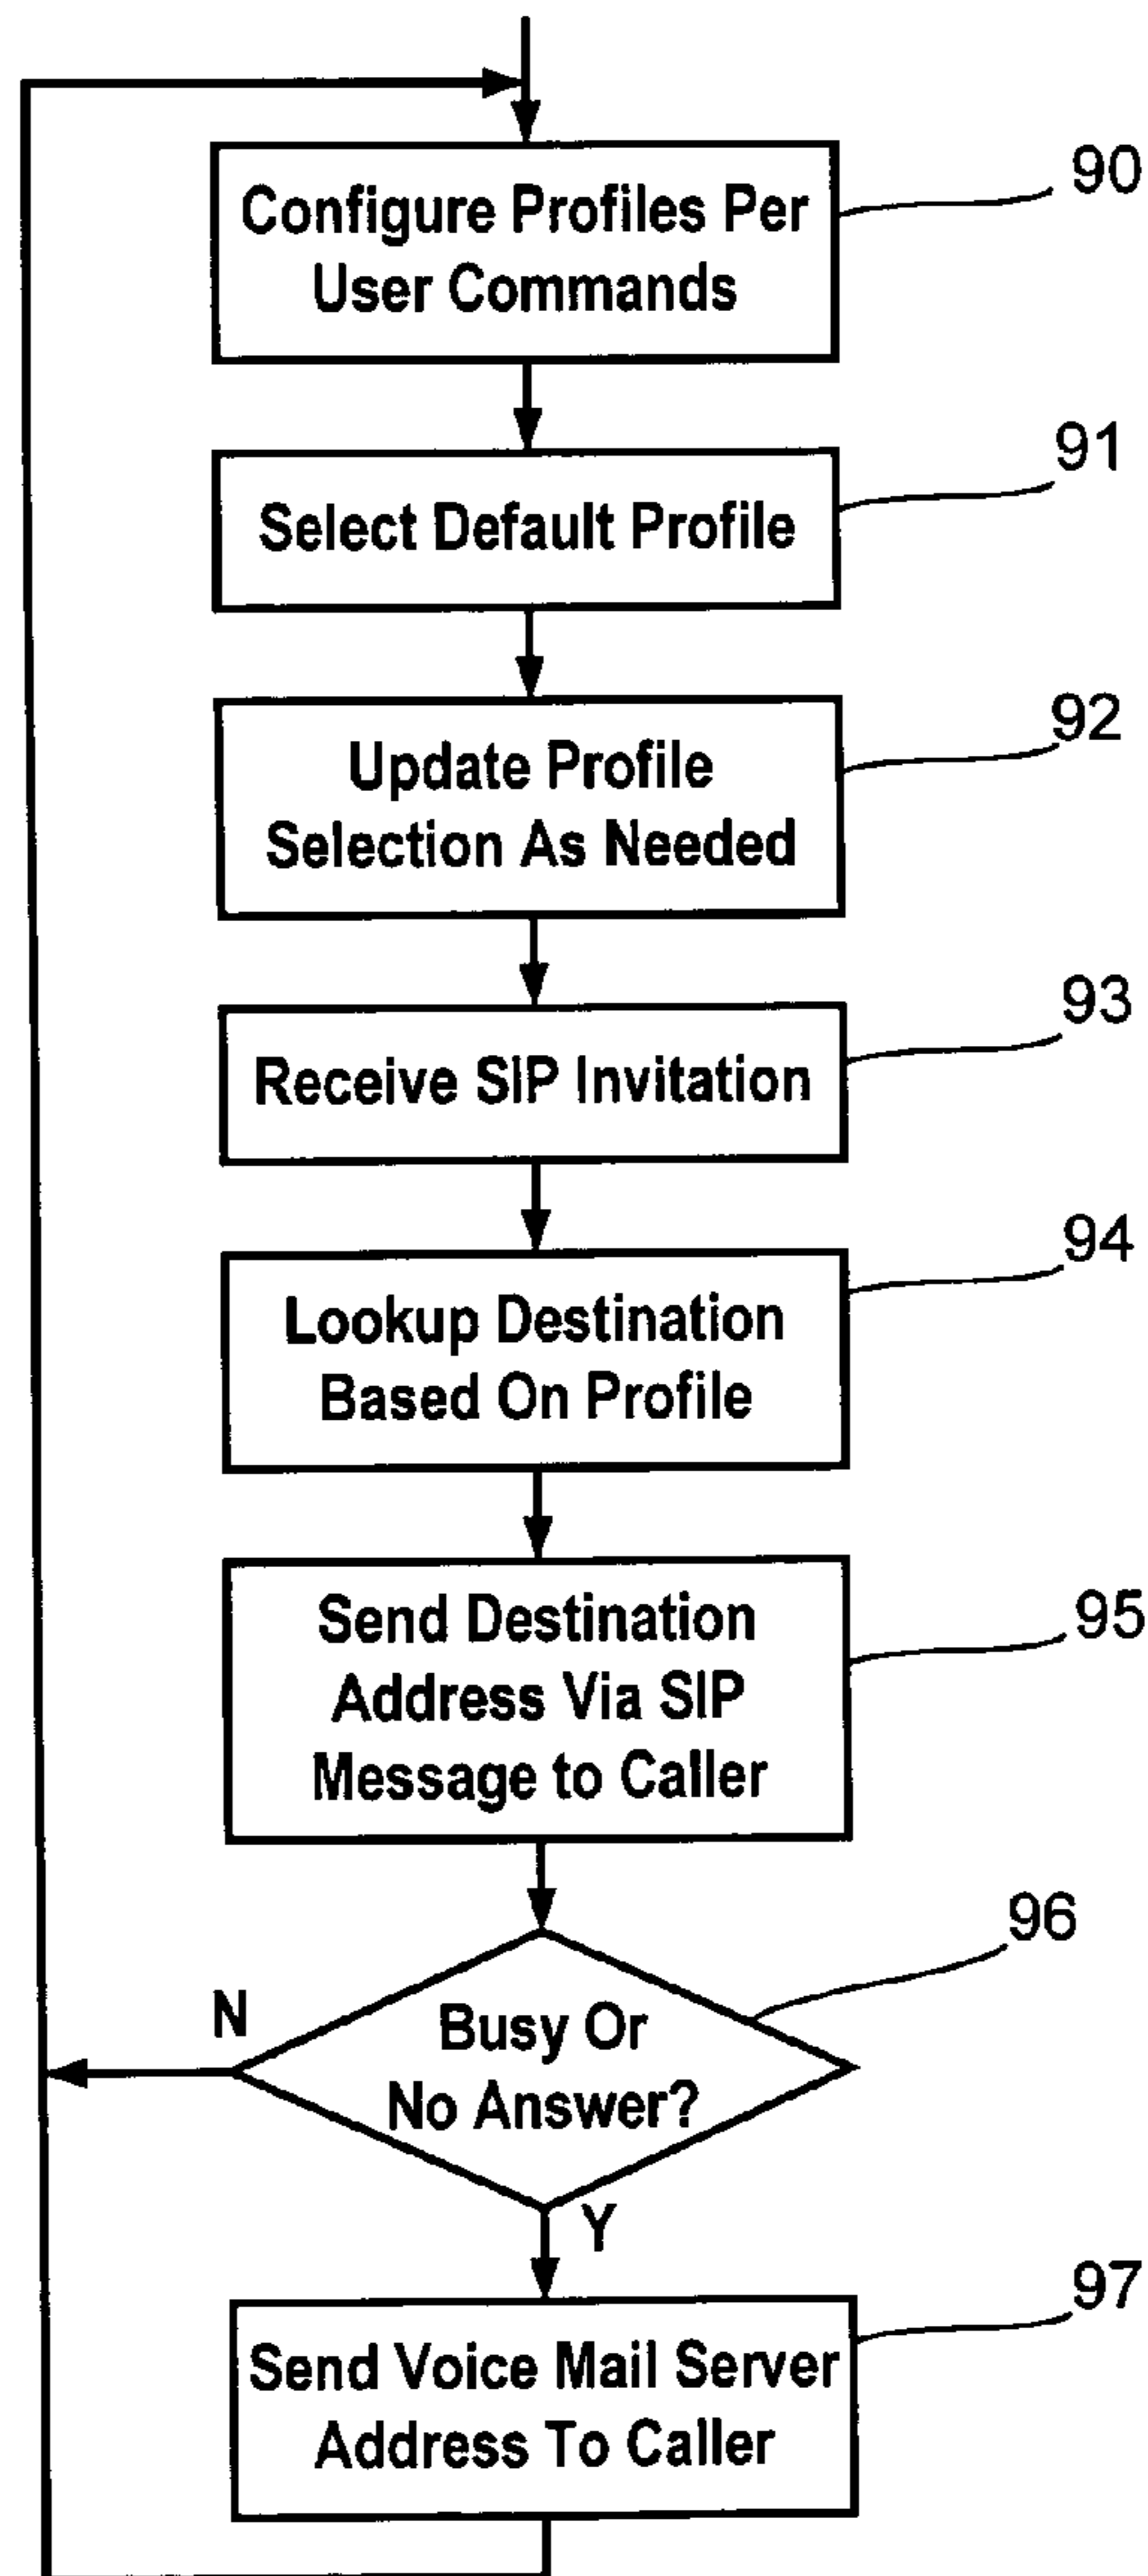 90
Configure Profiles Per
User Commands
91
Select Default Profile
92
Update Profile
Selection As Needed
93
Receive SIP Invitation
94
Lookup Destination
Based On Profile
95
Send Destination
Address Via SIP
Message to Caller
96
N
Busy Or
No Answer?
Y
97
Send Voice Mail Server
Address To Caller